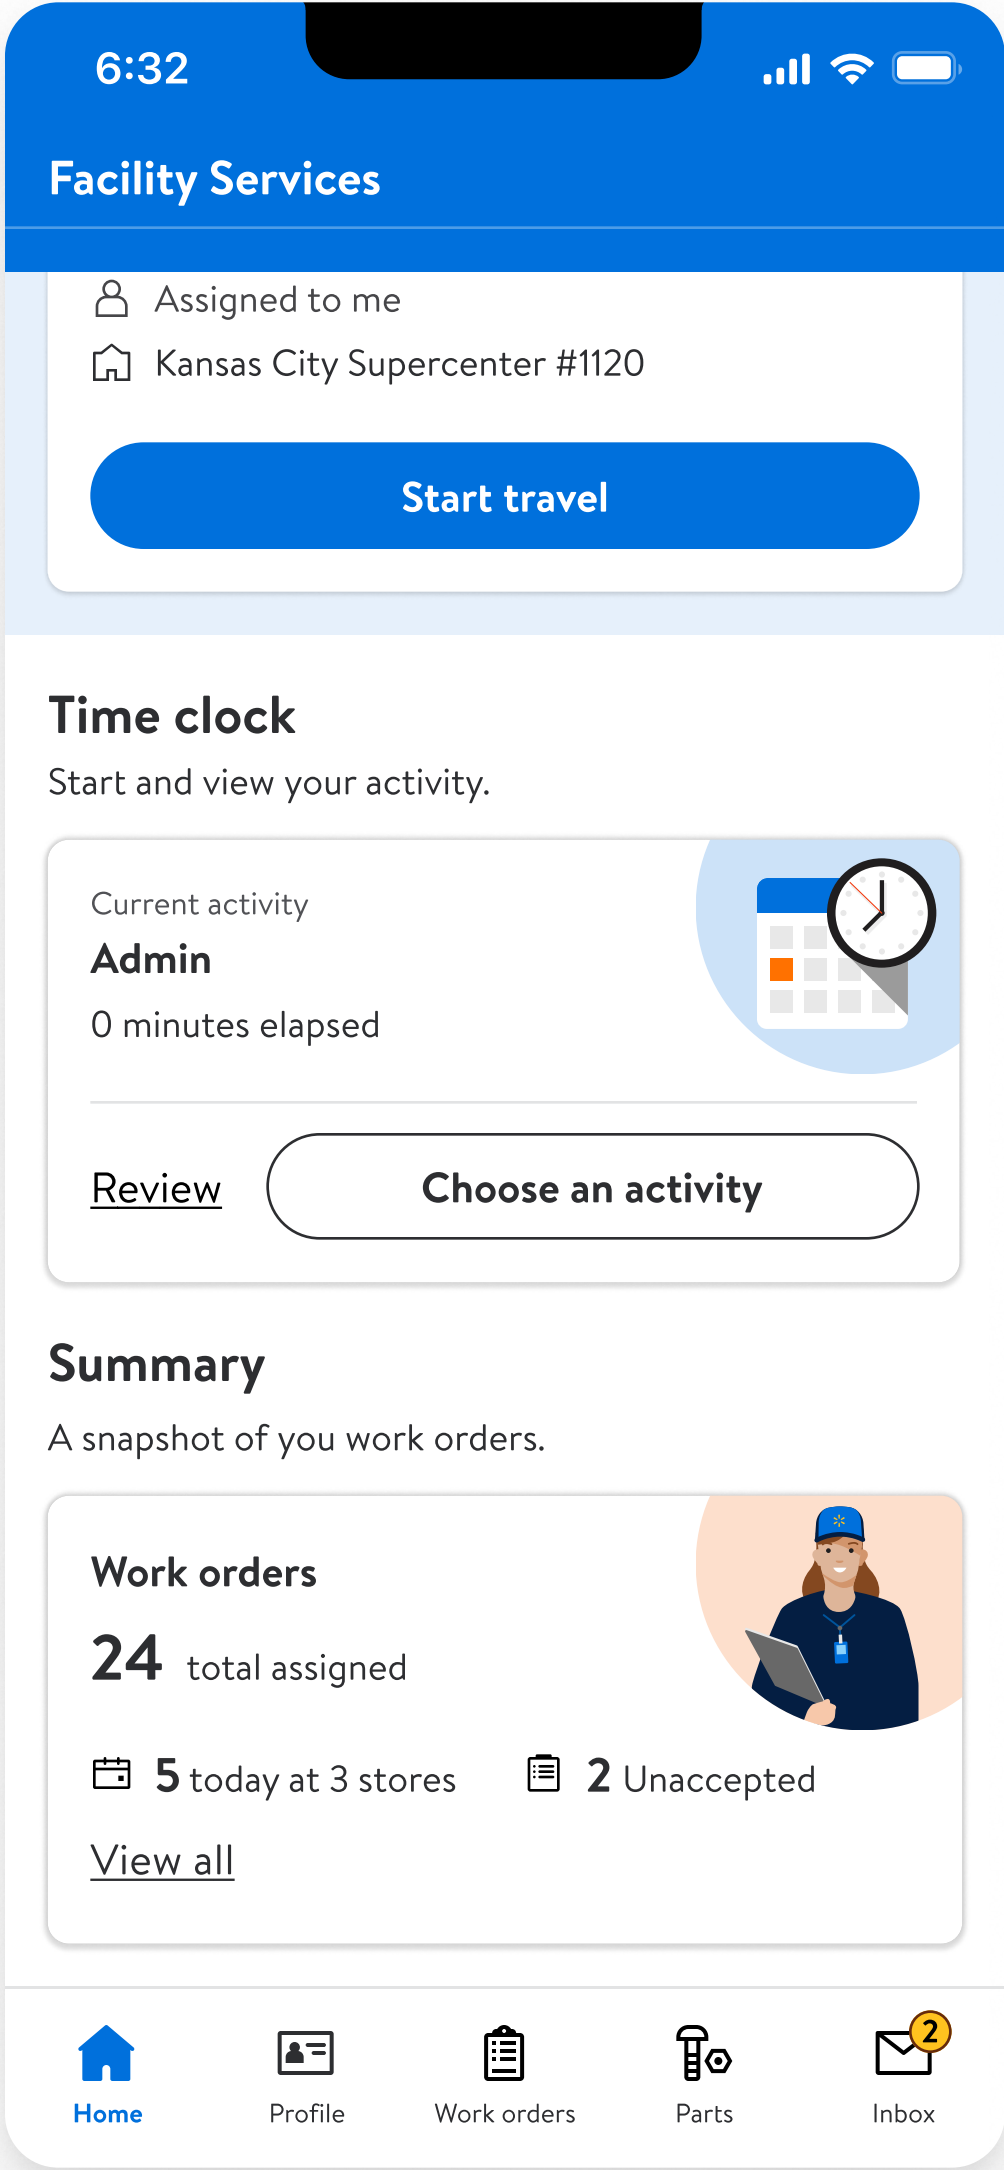 6:32
Facility Services
Assigned to me
Kansas City Supercenter #1120
Start travel
Time clock
Start and view your activity.
Current activity
Admin
0 minutes elapsed
Review
Choose an activity
Summary
A snapshot of you work orders.
Work orders
24 total assigned
5 today at 3 stores
2 Unaccepted
View all
2
Home
Profile
Work orders
Parts
Inbox